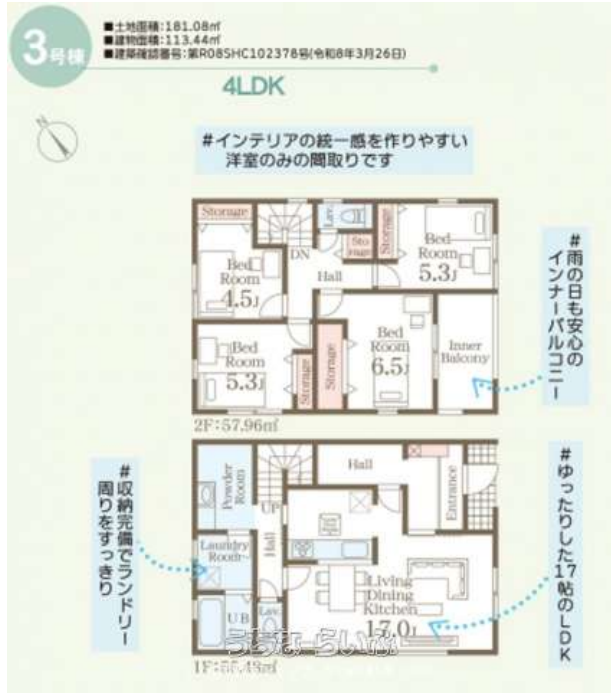 3号棟
■土地面積:181.08㎡
■建物面積:113.44㎡
■建築確認番号:第R08SHC102378号(令和8年3月26日)
4LDK
N
#インテリアの統一感を作りやすい
洋室のみの間取りです
Storage
Lav.
Sto
rage
Storage
Bed
Room
5.3J
DN
Hall
Bed
Room
4.5J
Bed
Room
5.3J
Storage
Storage
Bed
Room
6.5J
Inner
Balcony
#雨の日も安心の
インナーバルコニー
2F:57.96㎡
Powder
Room
UP
Hall
Hall
Entrance
Laundry
Room
UB
Lav.
Living
Dining
Kitchen
17.0J
#収納完備でランドリー
周りをすっきり
#ゆったりした17帖のLDK
1F:55.48㎡